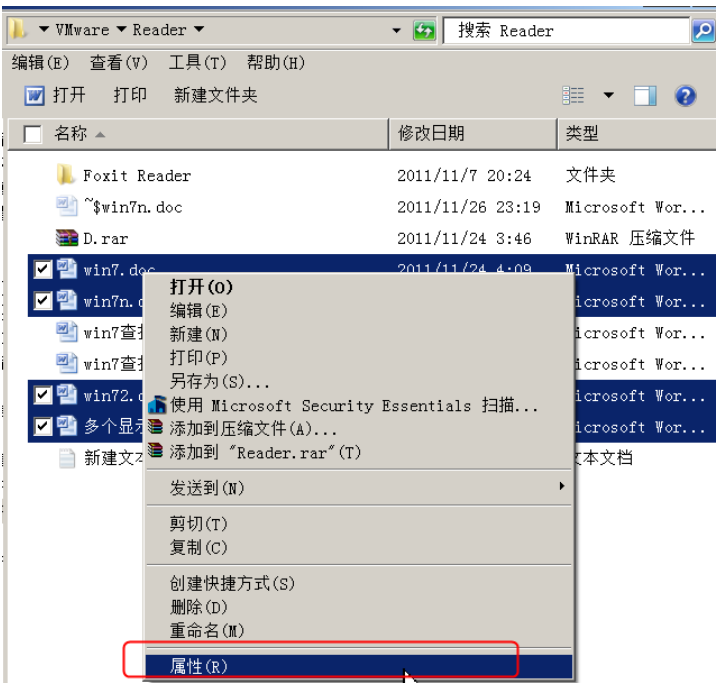 VMware Reader 搜索 Reader
编辑(E) 查看(V) 工具(T) 帮助(H)
打开 打印 新建文件夹
名称 修改日期 类型
Foxit Reader 2011/11/7 20:24 文件夹
~$win7n.doc 2011/11/26 23:19 Microsoft Wor...
D.rar 2011/11/24 3:46 WinRAR 压缩文件
win7.doc 2011/11/24 4:09 Microsoft Wor...
win7n. icrosoft Wor...
win7查 icrosoft Wor...
win7查 icrosoft Wor...
win72. icrosoft Wor...
多个显 icrosoft Wor...
新建文 文本文档
打开(O)
编辑(E)
新建(N)
打印(P)
另存为(S)...
使用 Microsoft Security Essentials 扫描...
添加到压缩文件(A)...
添加到 "Reader.rar"(T)
发送到(N)
剪切(T)
复制(C)
创建快捷方式(S)
删除(D)
重命名(M)
属性(R)